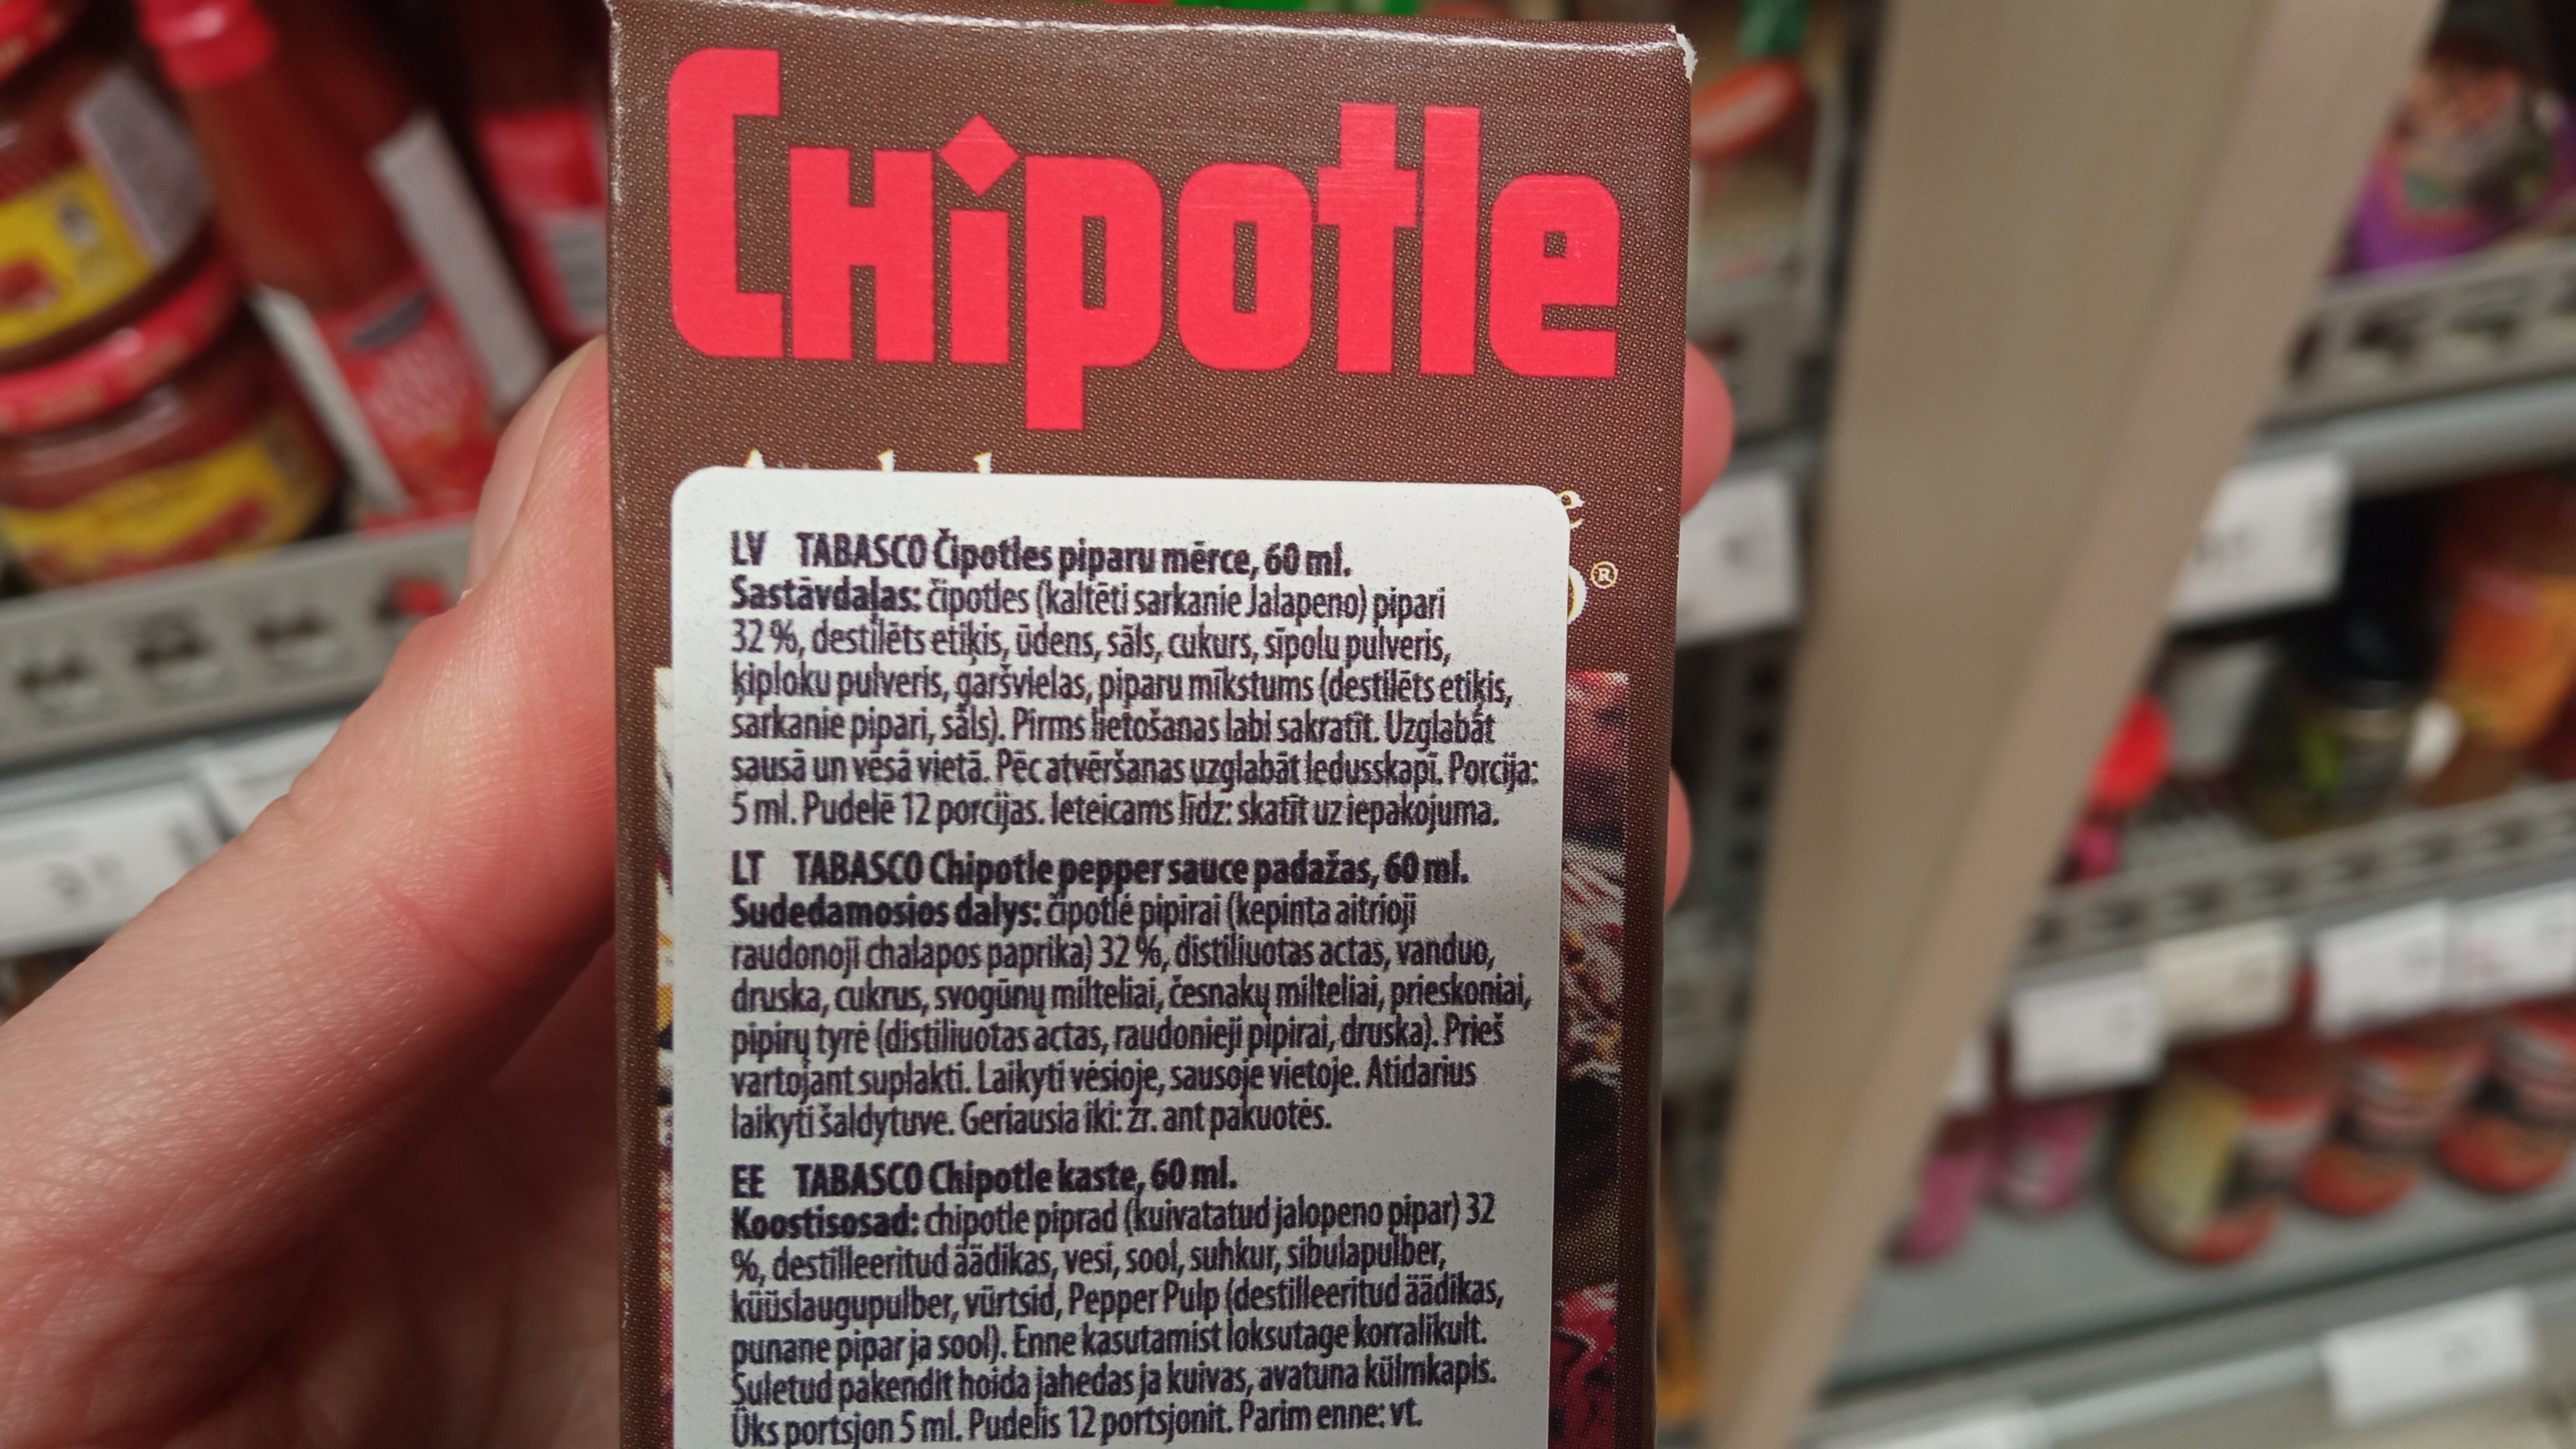 Chipotle
®
LV TABASCO Čipotles piparu mērce, 60 ml.
Sastāvdaļas: čipotles (kaltēti sarkanie Jalapeno) pipari
32 %, destilēts etiķis, ūdens, sāls, cukurs, sīpolu pulveris,
ķiploku pulveris, garšvielas, piparu mīkstums (destilēts etiķis,
sarkanie pipari, sāls). Pirms lietošanas labi sakratīt. Uzglabāt
sausā un vēsā vietā. Pēc atvēršanas uzglabāt ledusskapī. Porcija:
5 ml. Pudelē 12 porcijas. Ieteicams līdz: skatīt uz iepakojuma.
LT TABASCO Chipotle pepper sauce padažas, 60 ml.
Sudedamosios dalys: čipotlė pipirai (kepinta aitrioji
raudonoji chalapos paprika) 32 %, distiliuotas actas, vanduo,
druska, cukrus, svogūnų milteliai, česnakų milteliai, prieskoniai,
pipirų tyrė (distiliuotas actas, raudonieji pipirai, druska). Prieš
vartojant suplakti. Laikyti vėsioje, sausoje vietoje. Atidarius
laikyti šaldytuve. Geriausia iki: žr. ant pakuotės.
EE TABASCO Chipotle kaste, 60 ml.
Koostisosad: chipotle piprad (kuivatatud jalopeno pipar) 32
%, destilleeritud äädikas, vesi, sool, suhkur, sibulapulber,
küüslaugupulber, vürtsid, Pepper Pulp (destilleeritud äädikas,
punane pipar ja sool). Enne kasutamist loksutage korralikult.
Suletud pakendit hoida jahedas ja kuivas, avatuna külmkapis.
Üks portsjon 5 ml. Pudelis 12 portsjonit. Parim enne: vt.